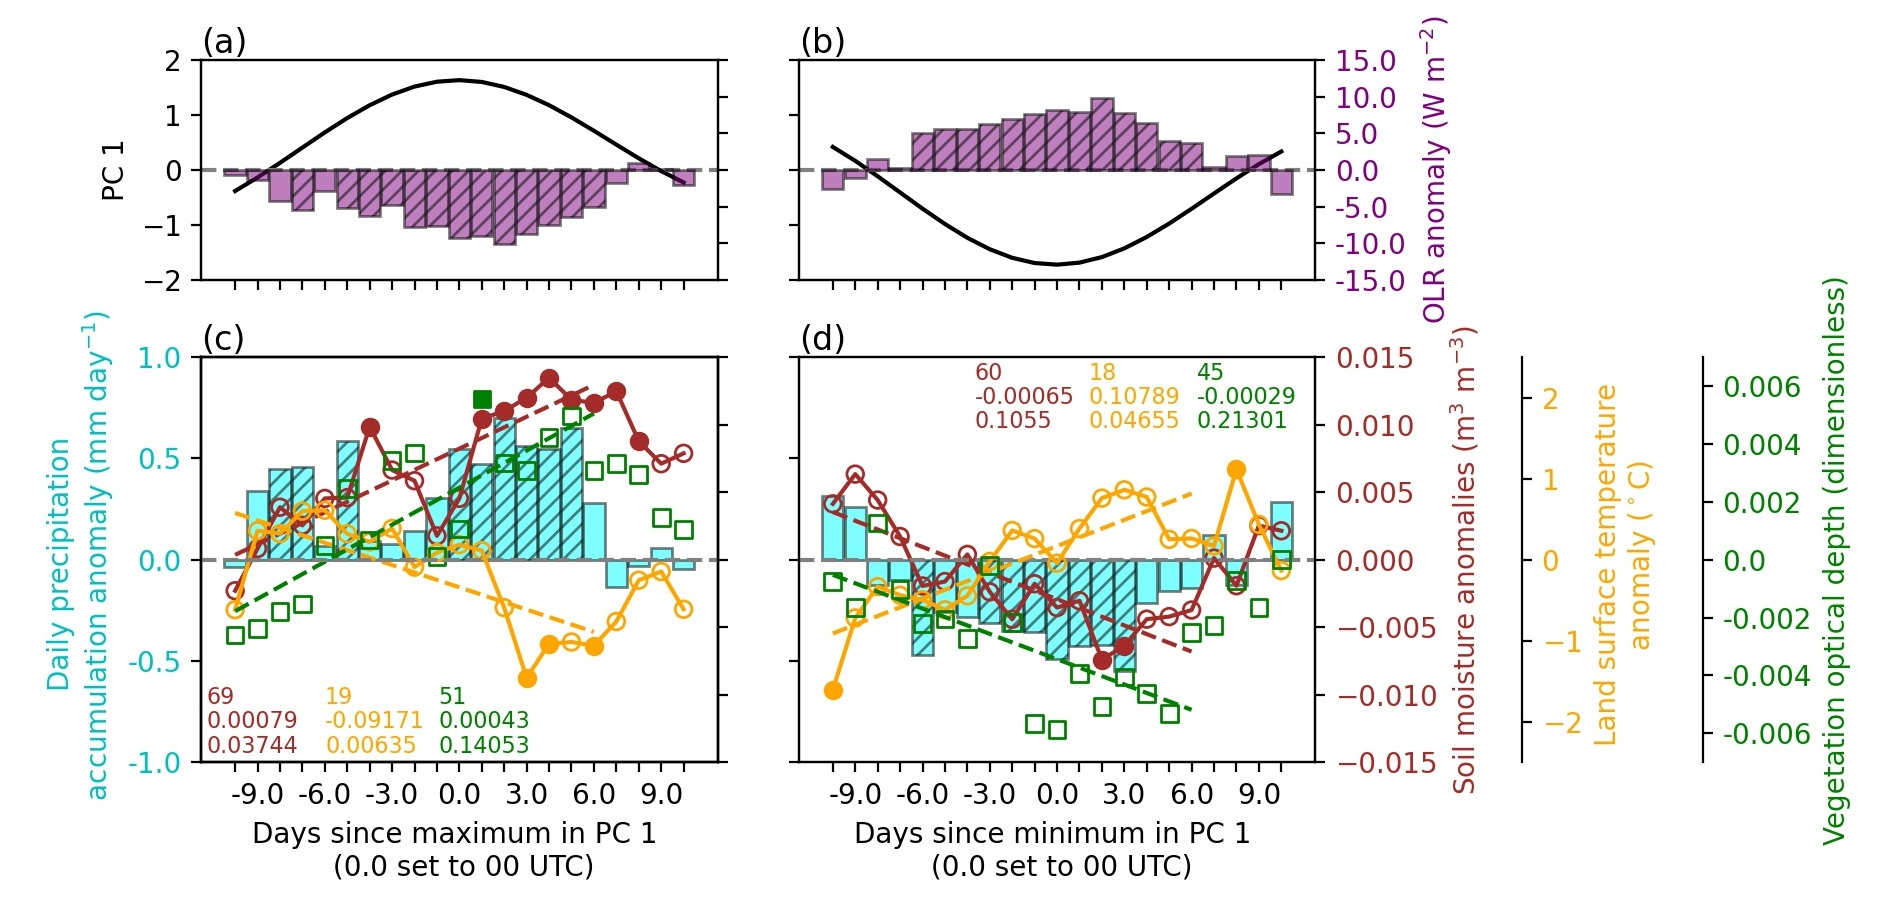 (a)
(b)
2
1
0
−1
−2
PC 1
15.0
10.0
5.0
0.0
-5.0
-10.0
-15.0
OLR anomaly (W m−2)
(c)
(d)
1.0
0.5
0.0
-0.5
-1.0
Daily precipitation
accumulation anomaly (mm day−1)
69 19 51
0.00079 -0.09171 0.00043
0.03744 0.00635 0.14053
60 18 45
-0.00065 0.10789 -0.00029
0.1055 0.04655 0.21301
0.015
0.010
0.005
0.000
−0.005
−0.010
−0.015
Soil moisture anomalies (m3 m−3)
2
1
0
−1
−2
Land surface temperature
anomaly (°C)
0.006
0.004
0.002
0.0
-0.002
-0.004
-0.006
Vegetation optical depth (dimensionless)
-9.0 -6.0 -3.0 0.0 3.0 6.0 9.0
Days since maximum in PC 1
(0.0 set to 00 UTC)
-9.0 -6.0 -3.0 0.0 3.0 6.0 9.0
Days since minimum in PC 1
(0.0 set to 00 UTC)